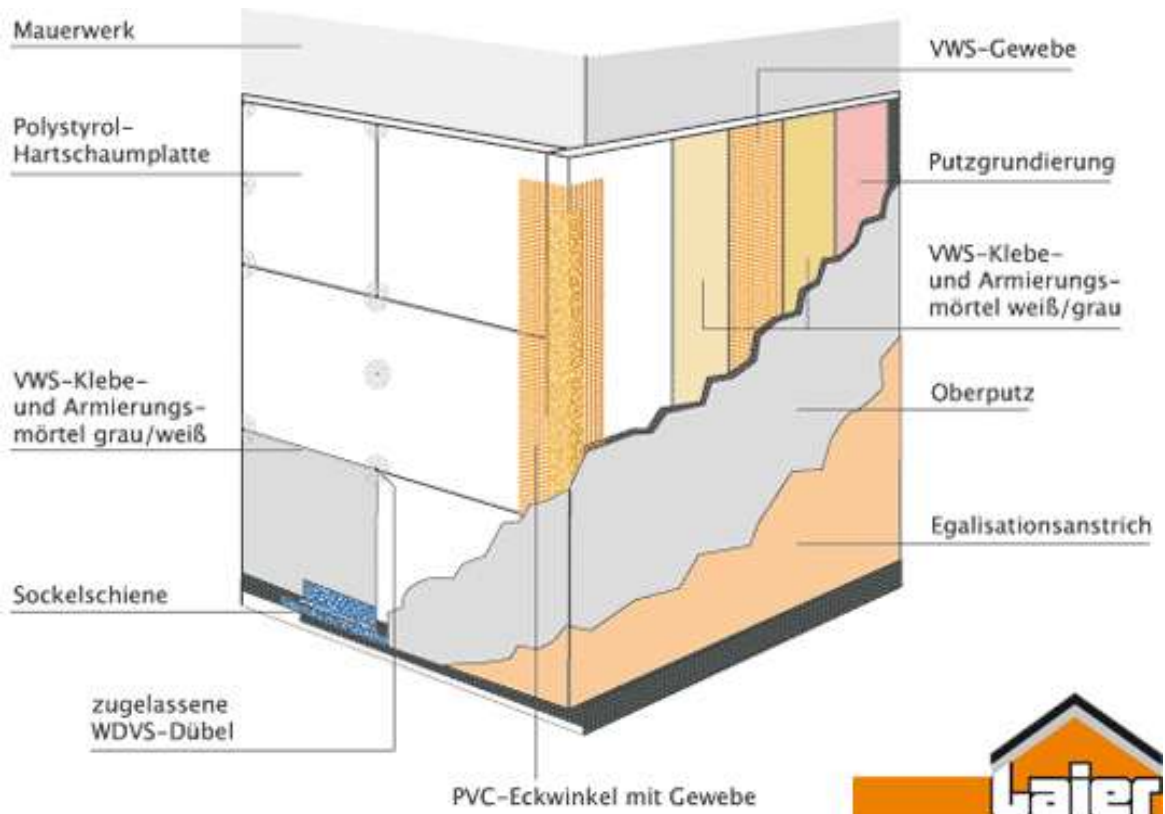 Mauerwerk
Polystyrol-
Hartschaumplatte
VWS-Klebe-
und Armierungs-
mörtel grau/weiß
Sockelschiene
zugelassene
WDVS-Dübel
PVC-Eckwinkel mit Gewebe
VWS-Gewebe
Putzgrundierung
VWS-Klebe-
und Armierungs-
mörtel weiß/grau
Oberputz
Egalisationsanstrich
Laier